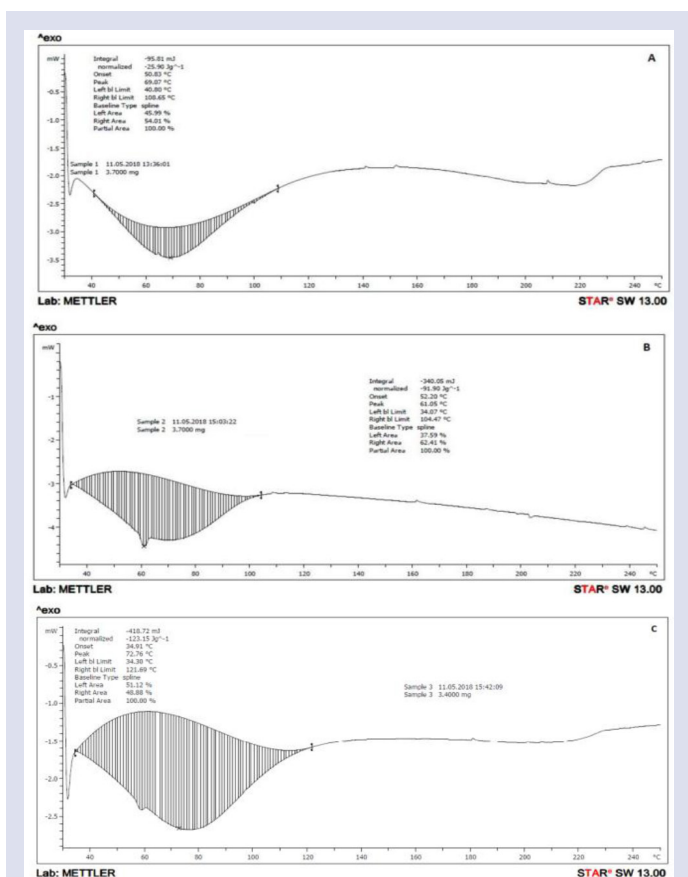 ^exo
A
mW
Integral -95.81 mJ
normalized -25.90 Jg^-1
Onset 50.83 °C
Peak 69.07 °C
Left bl Limit 40.80 °C
Right bl Limit 108.65 °C
Baseline Type spline
Left Area 45.99 %
Right Area 54.01 %
Partial Area 100.00 %
-0.5
-1.0
-1.5
Sample 1 11.05.2018 13:36:01
Sample 1 3.7000 mg
-2.0
-2.5
-3.0
-3.5
40 60 80 100 120 140 160 180 200 220 240 °C
Lab: METTLER STARe SW 13.00
^exo
B
mW
Integral -340.05 mJ
normalized -91.90 Jg^-1
Onset 52.20 °C
Peak 61.05 °C
Left bl Limit 34.07 °C
Right bl Limit 104.47 °C
Baseline Type spline
Left Area 37.59 %
Right Area 62.41 %
Partial Area 100.00 %
-1
Sample 2 11.05.2018 15:03:22
Sample 2 3.7000 mg
-2
-3
-4
40 60 80 100 120 140 160 180 200 220 240 °C
Lab: METTLER STARe SW 13.00
^exo
C
mW
Integral -418.72 mJ
normalized -123.15 Jg^-1
Onset 34.91 °C
Peak 72.76 °C
Left bl Limit 34.38 °C
Right bl Limit 121.69 °C
Baseline Type spline
Left Area 51.12 %
Right Area 48.88 %
Partial Area 100.00 %
-0.5
Sample 3 11.05.2018 15:42:09
Sample 3 3.4000 mg
-1.0
-1.5
-2.0
-2.5
40 60 80 100 120 140 160 180 200 220 240 °C
Lab: METTLER STARe SW 13.00